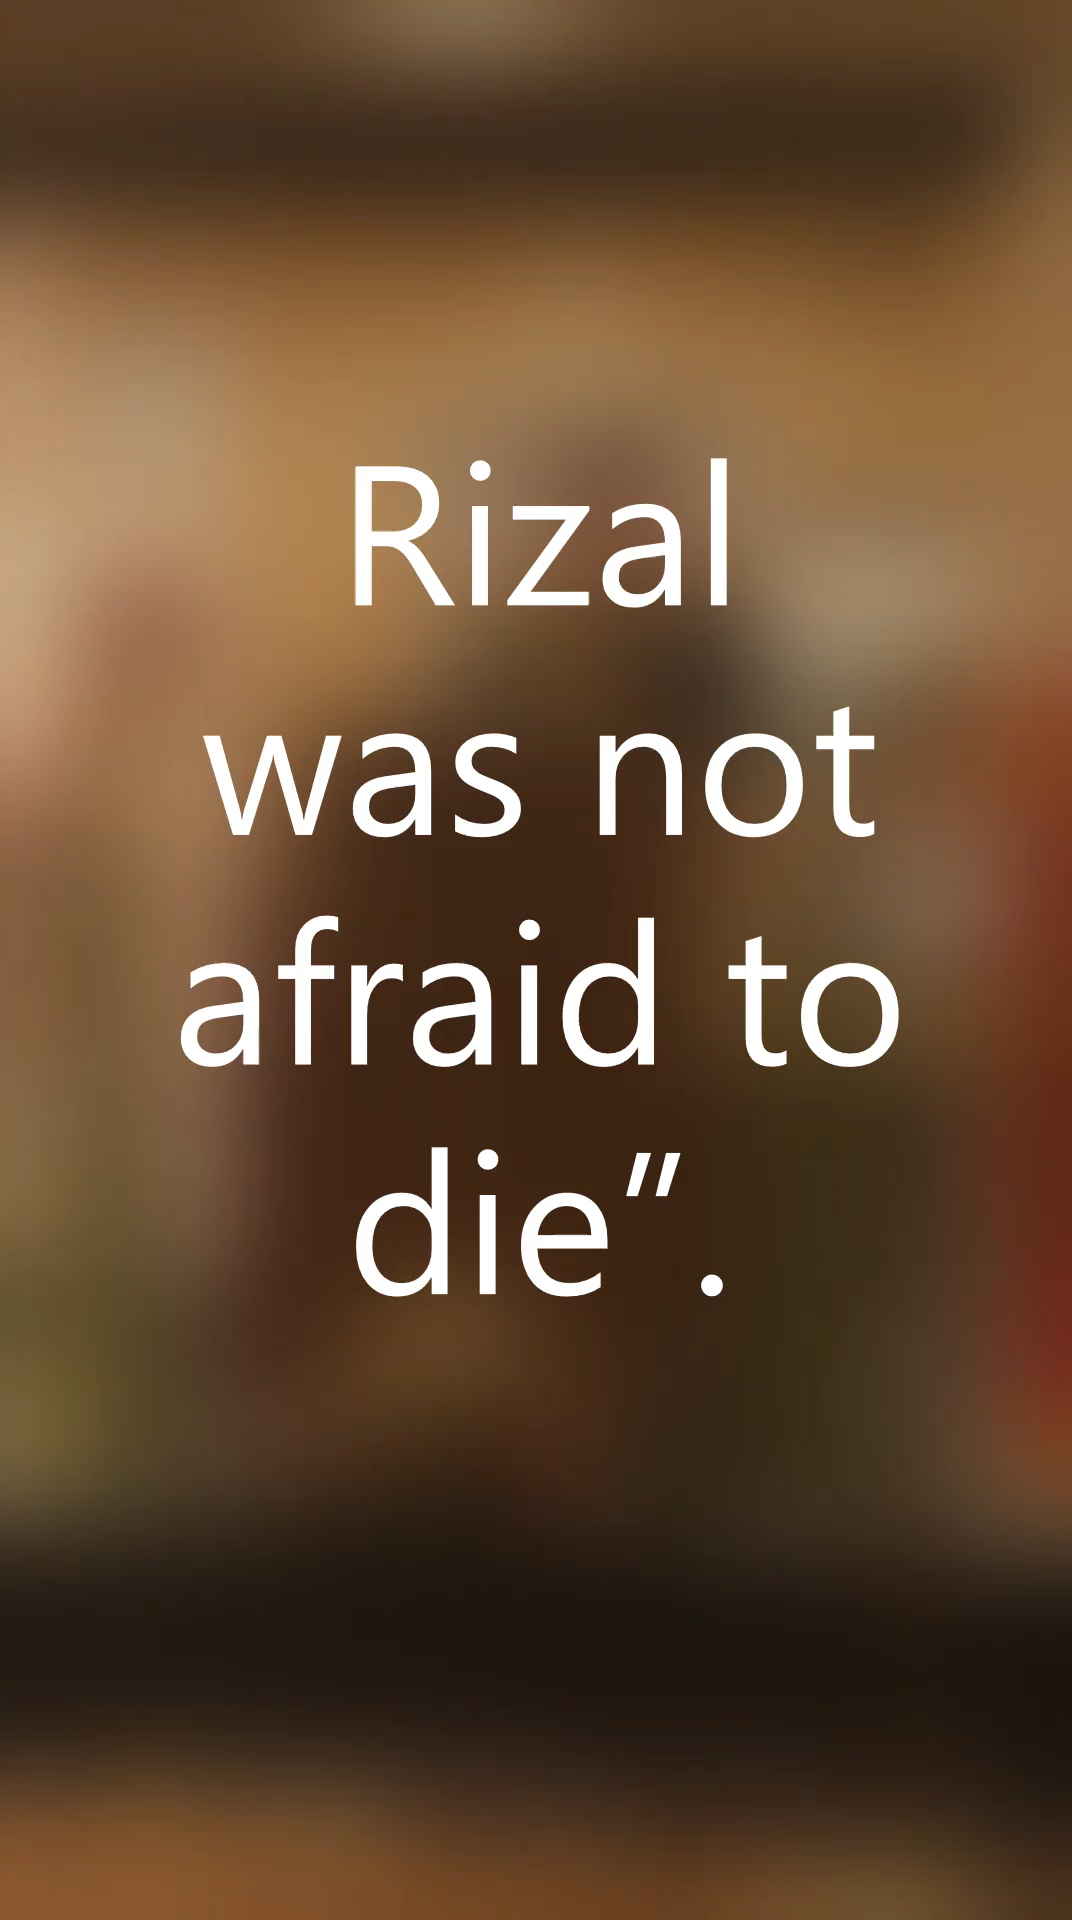 Rizal
was not
afraid to
die”.